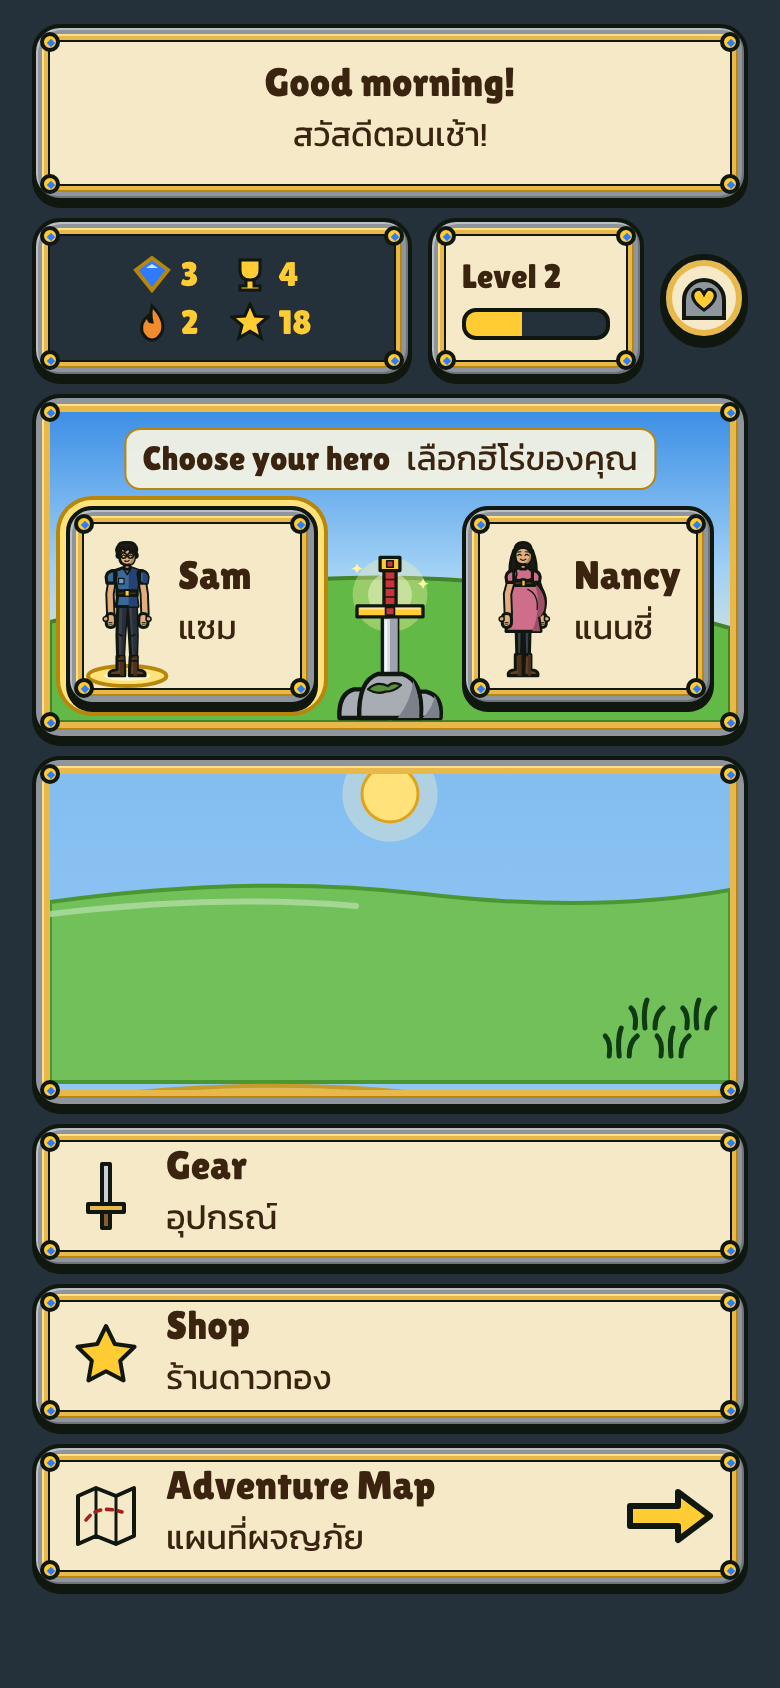 Good morning!
สวัสดีตอนเช้า!
3 4
2 18
Level 2
Choose your hero เลือกฮีโร่ของคุณ
Sam
แซม
Nancy
แนนซี่
Gear
อุปกรณ์
Shop
ร้านดาวทอง
Adventure Map
แผนที่ผจญภัย